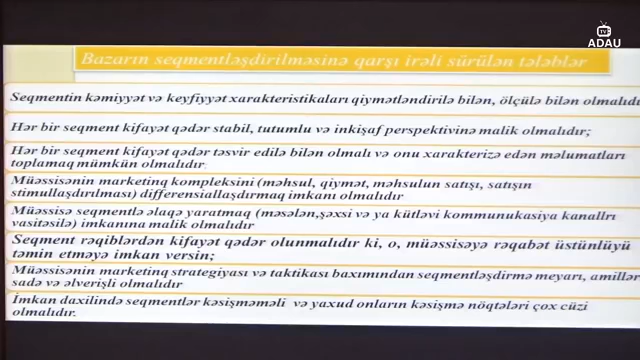 TV
ADAU
Bazarın seqmentləşdirilməsinə qarşı irəli sürülən tələblər
Seqmentin kəmiyyət və keyfiyyət xarakteristikaları qiymətləndirilə bilən, ölçülə bilən olmalıdı
Hər bir seqment kifayət qədər stabil, tutumlu və inkişaf perspektivinə malik olmalıdır;
Hər bir seqment kifayət qədər təsvir edilə bilən olmalı və onu xarakterizə edən məlumatları
toplamaq mümkün olmalıdır.
Müəssisənin marketinq kompleksini (məhsul, qiymət, məhsulun satışı, satışın
stimullaşdırılması) differensiallaşdırmaq imkanı olmalıdır
Müəssisə seqmentlə əlaqə yaratmaq (məsələn,şəxsi və ya kütləvi kommunukasiya kanallrı
vasitəsilə) imkanına malik olmalıdır
Seqment rəqiblərdən kifayət qədər olunmalıdır ki, o, müəssisəyə rəqabət üstünlüyü
təmin etməyə imkan versin;
Müəssisənin marketinq strategiyası və taktikası baxımından seqmentləşdirmə meyarı, amillər
sadə və əlverişli olmalıdır
İmkan daxilində seqmentlər kəsişməməli və yaxud onların kəsişmə nöqtələri çox cüzi
olmalıdır.